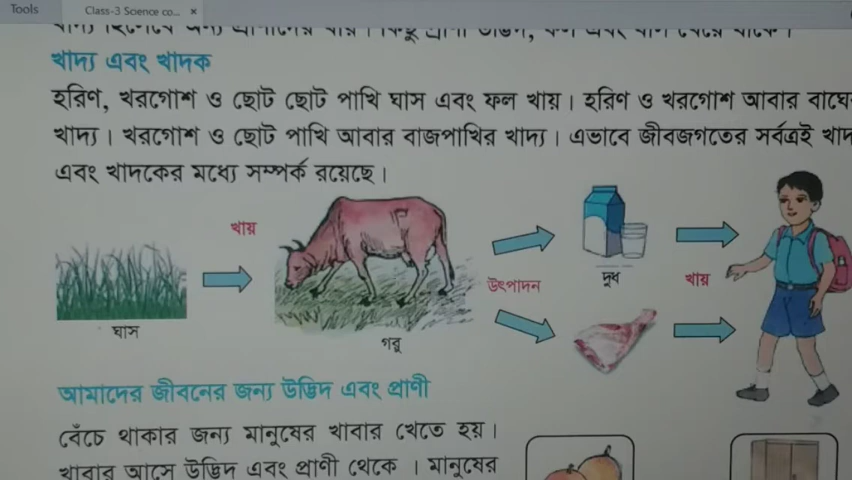 Tools
Class-3 Science co... ×
খাদ্য এবং খাদক
হরিণ, খরগোশ ও ছোট ছোট পাখি ঘাস এবং ফল খায়। হরিণ ও খরগোশ আবার বাঘের
খাদ্য। খরগোশ ও ছোট পাখি আবার বাজপাখির খাদ্য। এভাবে জীবজগতের সর্বত্রই
এবং খাদকের মধ্যে সম্পর্ক রয়েছে।
খায়
উৎপাদন
দুধ
খায়
ঘাস
গরু
আমাদের জীবনের জন্য উদ্ভিদ এবং প্রাণী
বেঁচে থাকার জন্য মানুষের খাবার খেতে হয়।
খাবার আসে উদ্ভিদ এবং প্রাণী থেকে । মানুষের